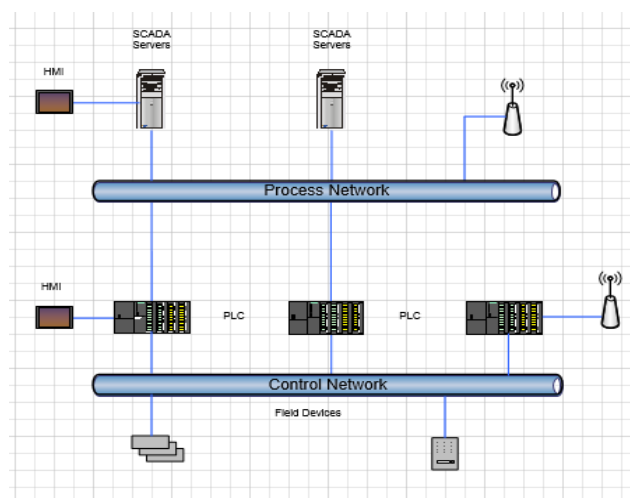 SCADA
Servers
SCADA
Servers
HMI
Process Network
HMI
PLC
PLC
Control Network
Field Devices